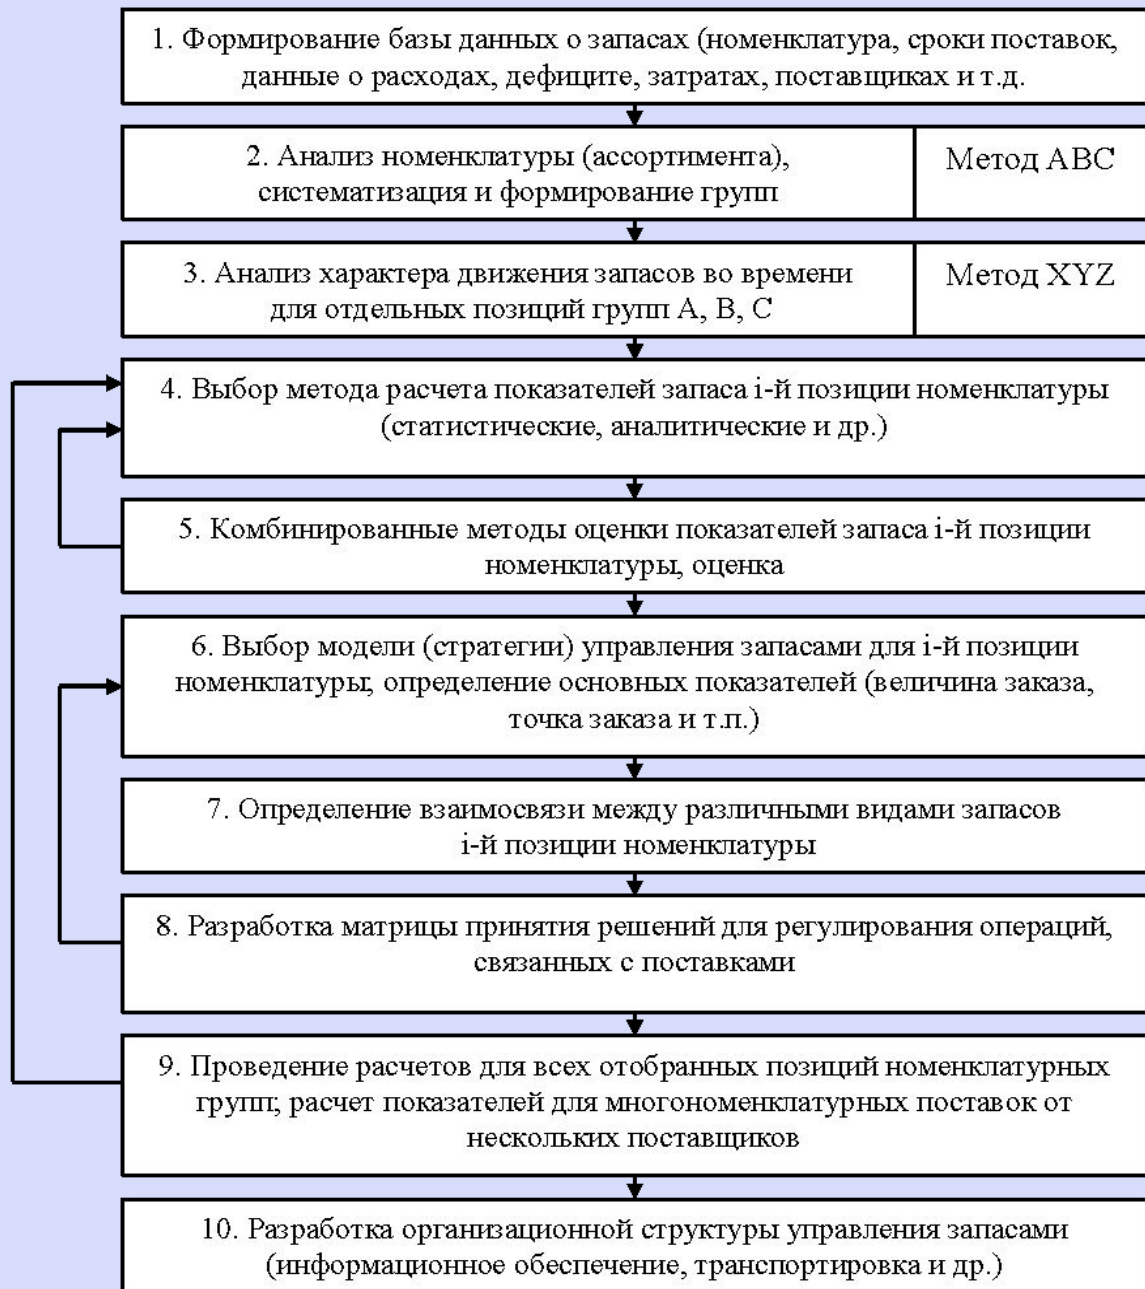 1. Формирование базы данных о запасах (номенклатура, сроки поставок,
данные о расходах, дефиците, затратах, поставщиках и т.д.
2. Анализ номенклатуры (ассортимента),
систематизация и формирование групп
Метод ABC
3. Анализ характера движения запасов во времени
для отдельных позиций групп A, B, C
Метод XYZ
4. Выбор метода расчета показателей запаса i-й позиции номенклатуры
(статистические, аналитические и др.)
5. Комбинированные методы оценки показателей запаса i-й позиции
номенклатуры, оценка
6. Выбор модели (стратегии) управления запасами для i-й позиции
номенклатуры; определение основных показателей (величина заказа,
точка заказа и т.п.)
7. Определение взаимосвязи между различными видами запасов
i-й позиции номенклатуры
8. Разработка матрицы принятия решений для регулирования операций,
связанных с поставками
9. Проведение расчетов для всех отобранных позиций номенклатурных
групп; расчет показателей для многономенклатурных поставок от
нескольких поставщиков
10. Разработка организационной структуры управления запасами
(информационное обеспечение, транспортировка и др.)